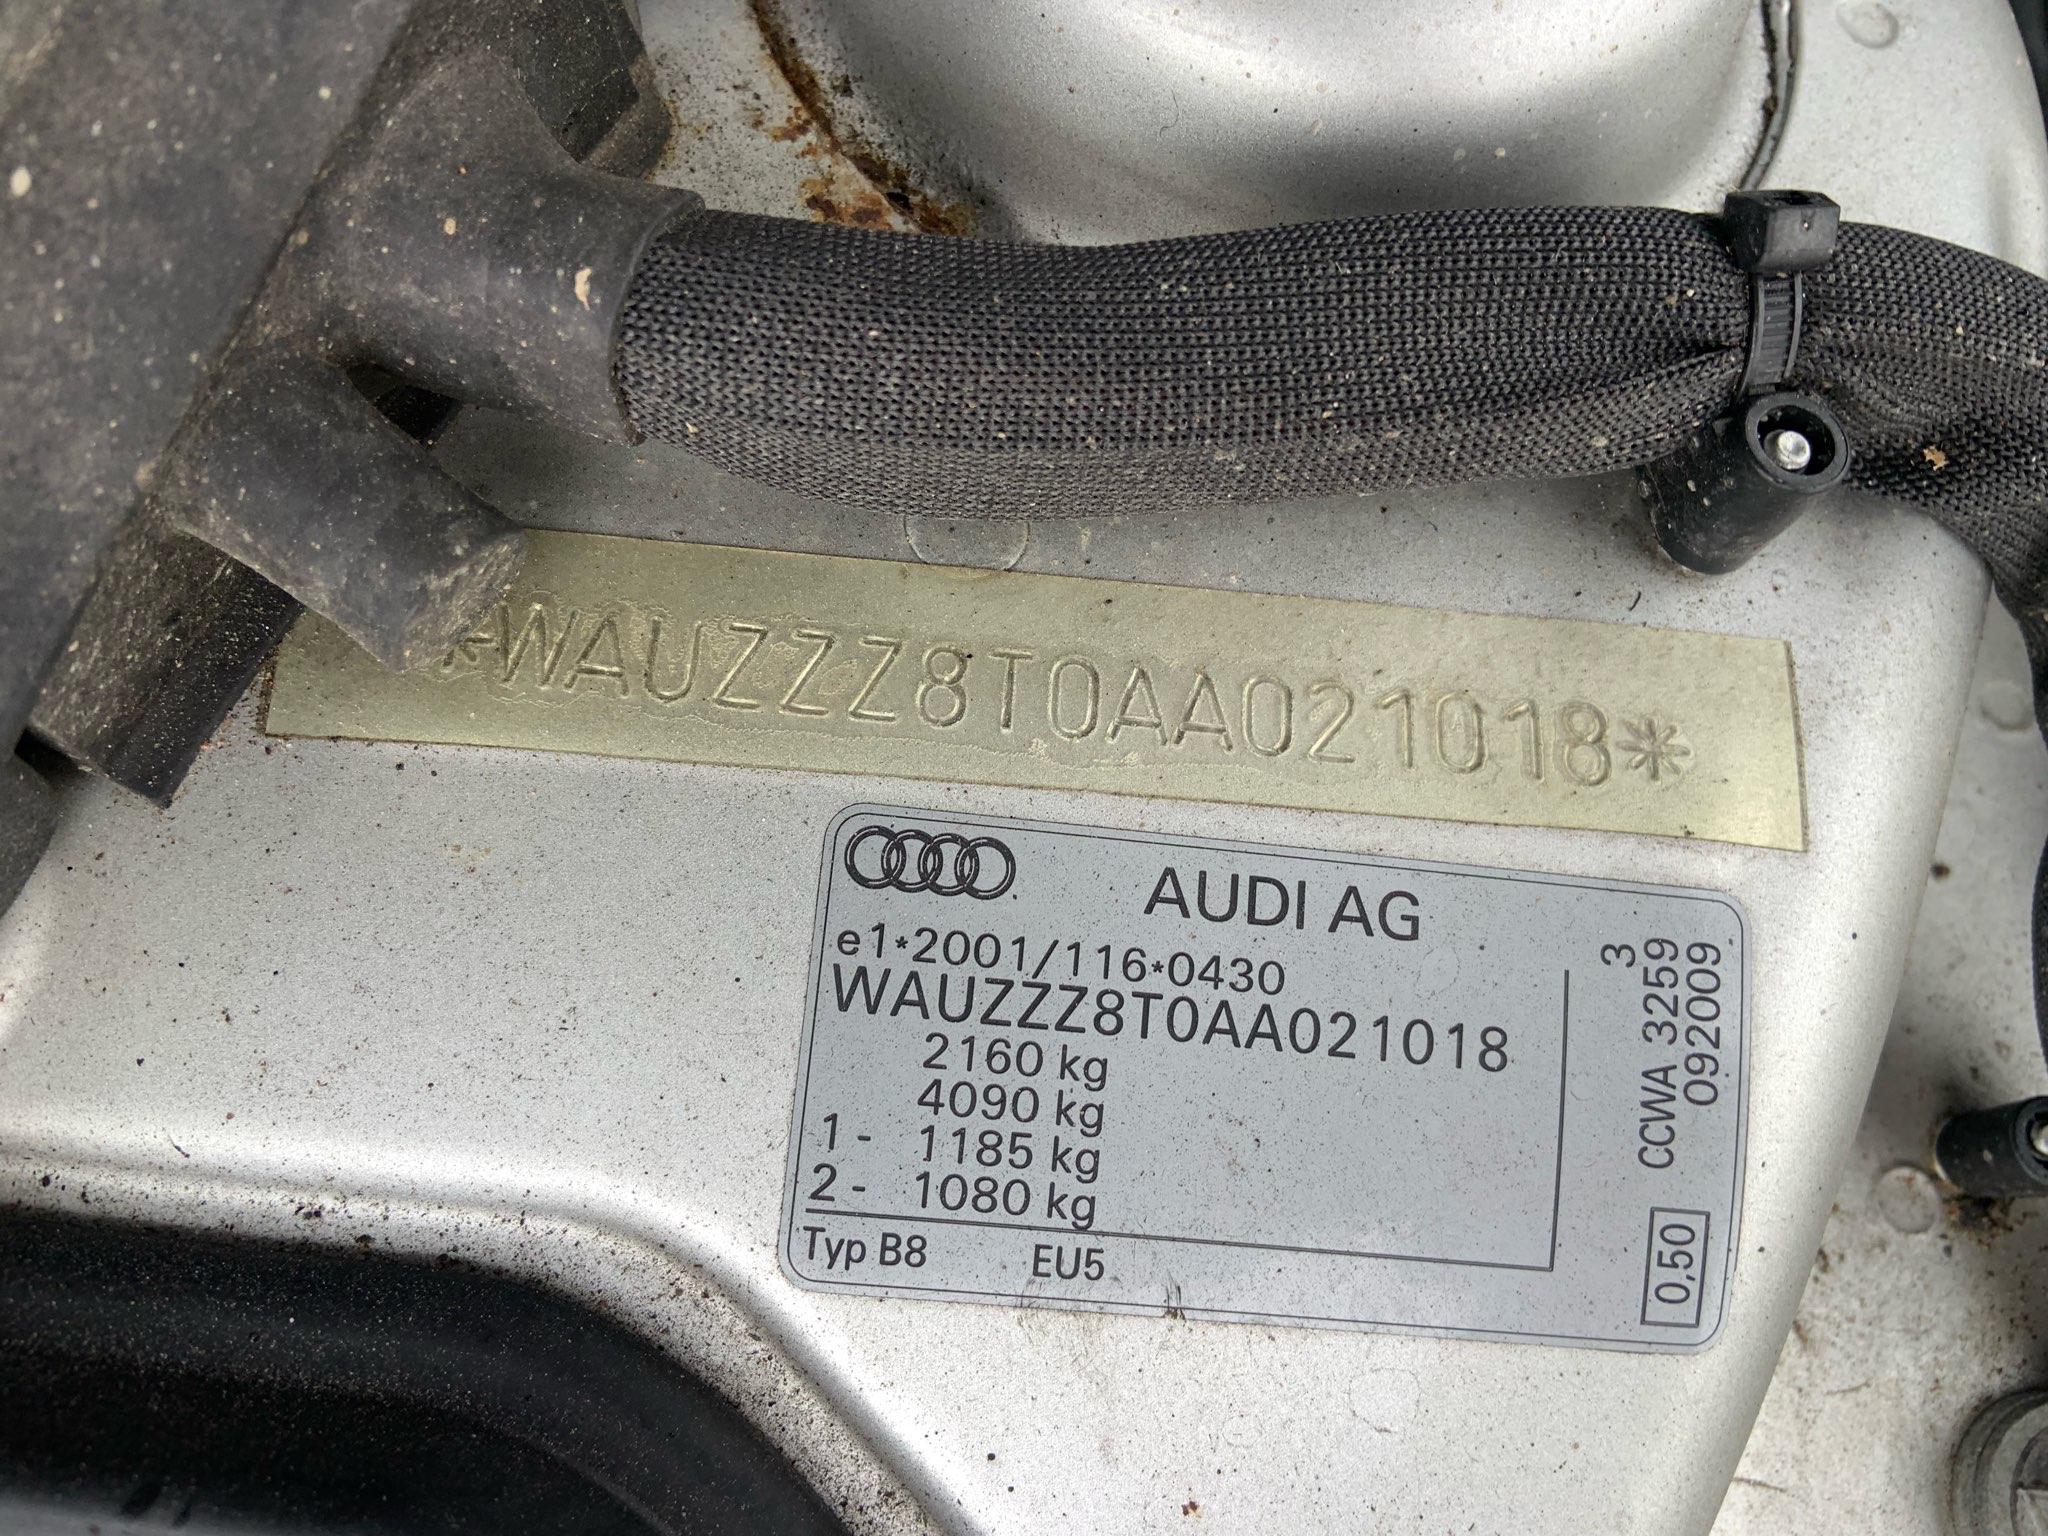 *WAUZZZ8T0AA021018*
AUDI AG
e1*2001/116*0430
WAUZZZ8T0AA021018
2160 kg
4090 kg
1- 1185 kg
2- 1080 kg
Typ B8 EU5
3
CCWA 3259
092009
0,50